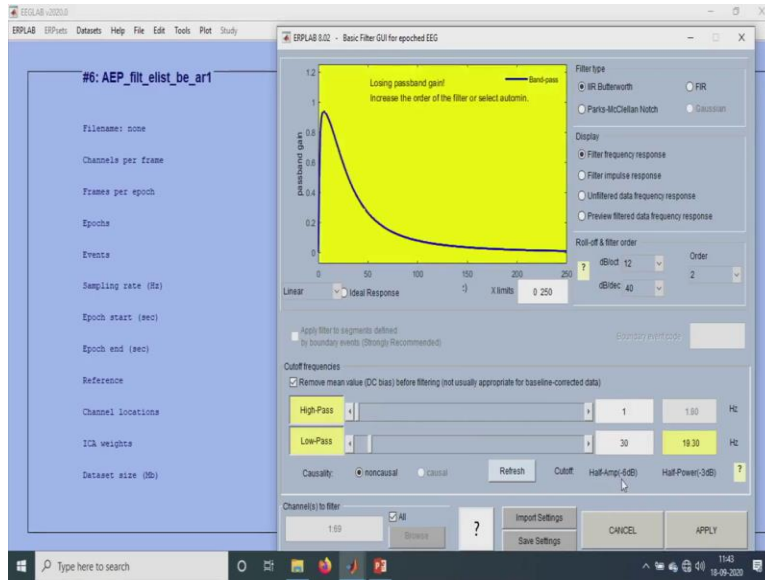 EEGLAB v2020.0
ERPLAB ERPsets Datasets Help File Edit Tools Plot Study
#6: AEP_filt_elist_be_ar1
Filename: none
Channels per frame
Frames per epoch
Epochs
Events
Sampling rate (Hz)
Epoch start (sec)
Epoch end (sec)
Reference
Channel locations
ICA weights
Dataset size (Mb)
ERPLAB 8.02 - Basic Filter GUI for epoched EEG
Losing passband gain!
Increase the order of the filter or select automin.
Band-pass
passband gain
1.2
1
0.8
0.6
0.4
0.2
0
0 50 100 150 200 250
:)
Linear
Ideal Response
X limits
0 250
Filter type
IIR Butterworth
FIR
Parks-McClellan Notch
Gaussian
Display
Filter frequency response
Filter impulse response
Unfiltered data frequency response
Preview filtered data frequency response
Roll-off & filter order
?
dB/oct 12
Order
2
dB/dec 40
Apply filter to segments defined
by boundary events (Strongly Recommended)
Boundary event code
Cutoff frequencies
Remove mean value (DC bias) before filtering (not usually appropriate for baseline-corrected data)
High-Pass
1
1.60
Hz
Low-Pass
30
19.30
Hz
Causality:
noncausal
causal
Refresh
Cutoff:
Half-Amp(-6dB)
Half-Power(-3dB)
?
Channel(s) to filter
1:69
All
Browse
?
Import Settings
Save Settings
CANCEL
APPLY
Type here to search
11:43
18-09-2020